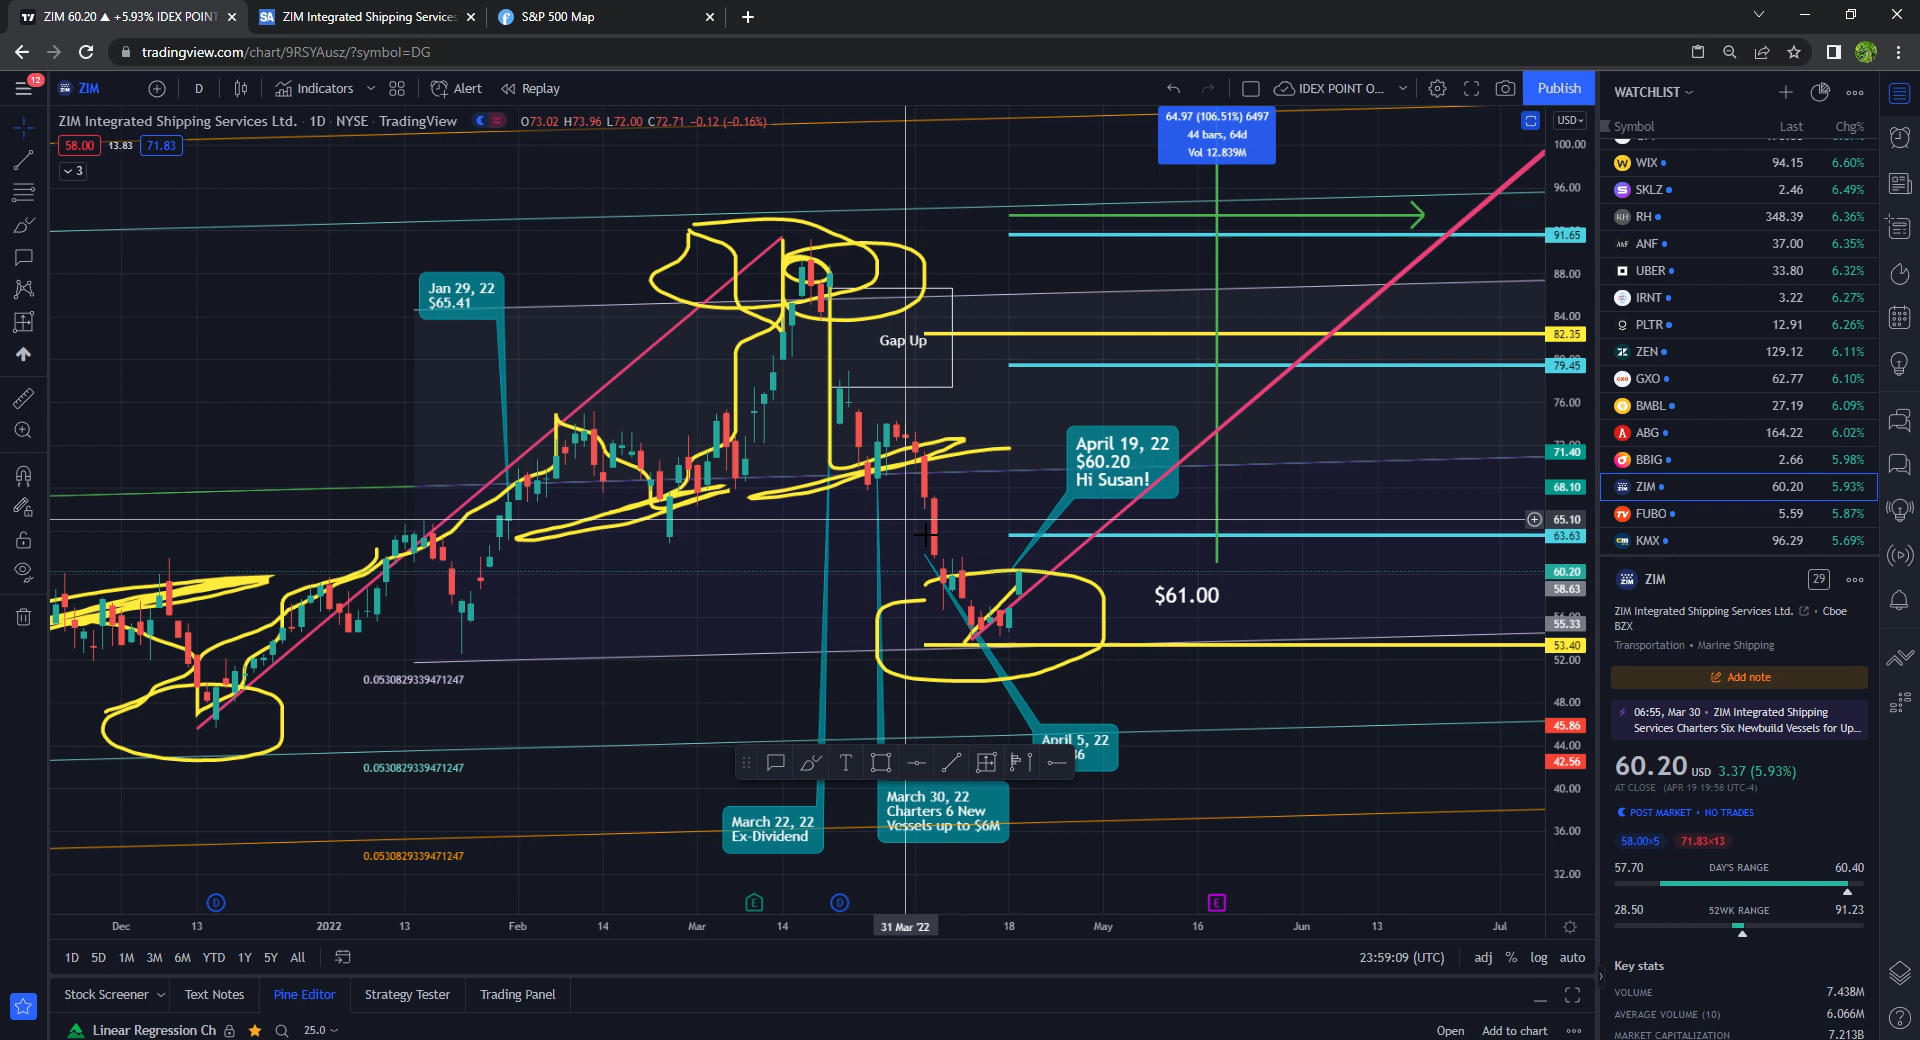 ZIM 60.20 ▲ +5.93% IDEX POINT
ZIM Integrated Shipping Services
S&P 500 Map
tradingview.com/chart/9RSYAusz/?symbol=DG
12
ZIM
D
Indicators
Alert
Replay
IDEX POINT O...
Publish
ZIM Integrated Shipping Services Ltd. · 1D · NYSE · TradingView
O73.02 H73.96 L72.00 C72.71 −0.12 (−0.16%)
58.00 13.83 71.83
3
64.97 (106.51%) 6497
44 bars, 64d
Vol 12.839M
USD
100.00
96.00
91.65
88.00
84.00
82.35
79.45
76.00
71.40
68.10
65.10
63.63
60.20
58.63
55.33
53.40
52.00
48.00
45.86
44.00
42.56
40.00
36.00
32.00
Jan 29, 22
$65.41
Gap Up
April 19, 22
$60.20
Hi Susan!
$61.00
April 5, 22
March 30, 22
Charters 6 New
Vessels up to $6M
March 22, 22
Ex-Dividend
0.0530829339471247
0.0530829339471247
0.0530829339471247
D
E
D
E
Dec 13 2022 13 Feb 14 Mar 14 31 Mar '22 18 May 16 Jun 13 Jul
1D 5D 1M 3M 6M YTD 1Y 5Y All
23:59:09 (UTC) adj % log auto
Stock Screener Text Notes Pine Editor Strategy Tester Trading Panel
Linear Regression Ch 25.0
Open Add to chart
WATCHLIST
Symbol Last Chg%
WIX 94.15 6.60%
SKLZ 2.46 6.49%
RH 348.39 6.36%
ANF 37.00 6.35%
UBER 33.80 6.32%
IRNT 3.22 6.27%
PLTR 12.91 6.26%
ZEN 129.12 6.11%
GXO 62.77 6.10%
BMBL 27.19 6.09%
ABG 164.22 6.02%
BBIG 2.66 5.98%
ZIM 60.20 5.93%
FUBO 5.59 5.87%
KMX 96.29 5.69%
ZIM
29
ZIM Integrated Shipping Services Ltd. · Cboe
BZX
Transportation • Marine Shipping
Add note
06:55, Mar 30 · ZIM Integrated Shipping
Services Charters Six Newbuild Vessels for Up...
60.20 USD 3.37 (5.93%)
AT CLOSE (APR 19 19:58 UTC-4)
POST MARKET • NO TRADES
58.00×5 71.83×13
57.70 DAY'S RANGE 60.40
28.50 52WK RANGE 91.23
Key stats
VOLUME 7.438M
AVERAGE VOLUME (10) 6.066M
MARKET CAPITALIZATION 7.213B